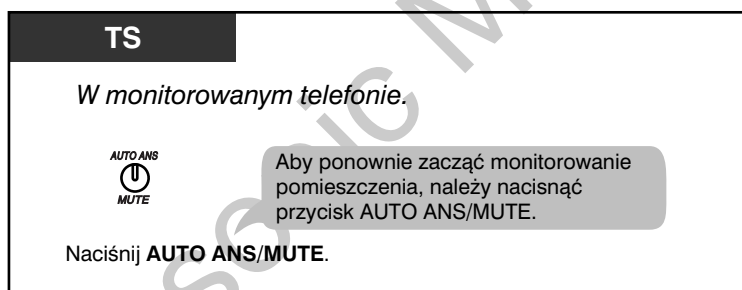 TS
W monitorowanym telefonie.
AUTO ANS
MUTE
Aby ponownie zacząć monitorowanie
pomieszczenia, należy nacisnąć
przycisk AUTO ANS/MUTE.
Naciśnij AUTO ANS/MUTE.